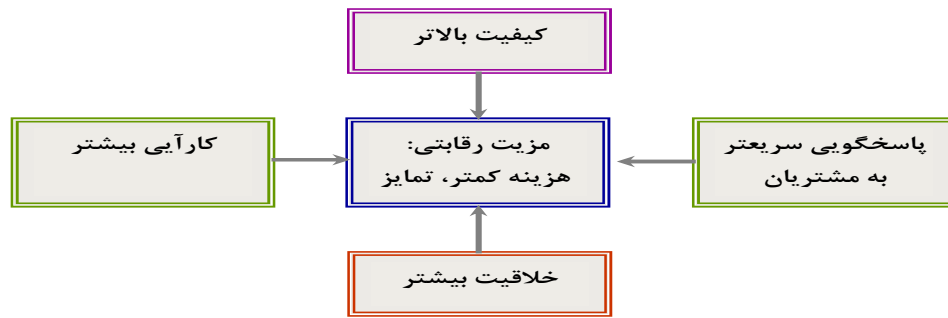 کیفیت بالاتر
پاسخگویی سریعتر
به مشتریان
مزیت رقابتی:
هزینه کمتر، تمایز
کارآیی بیشتر
خلاقیت بیشتر